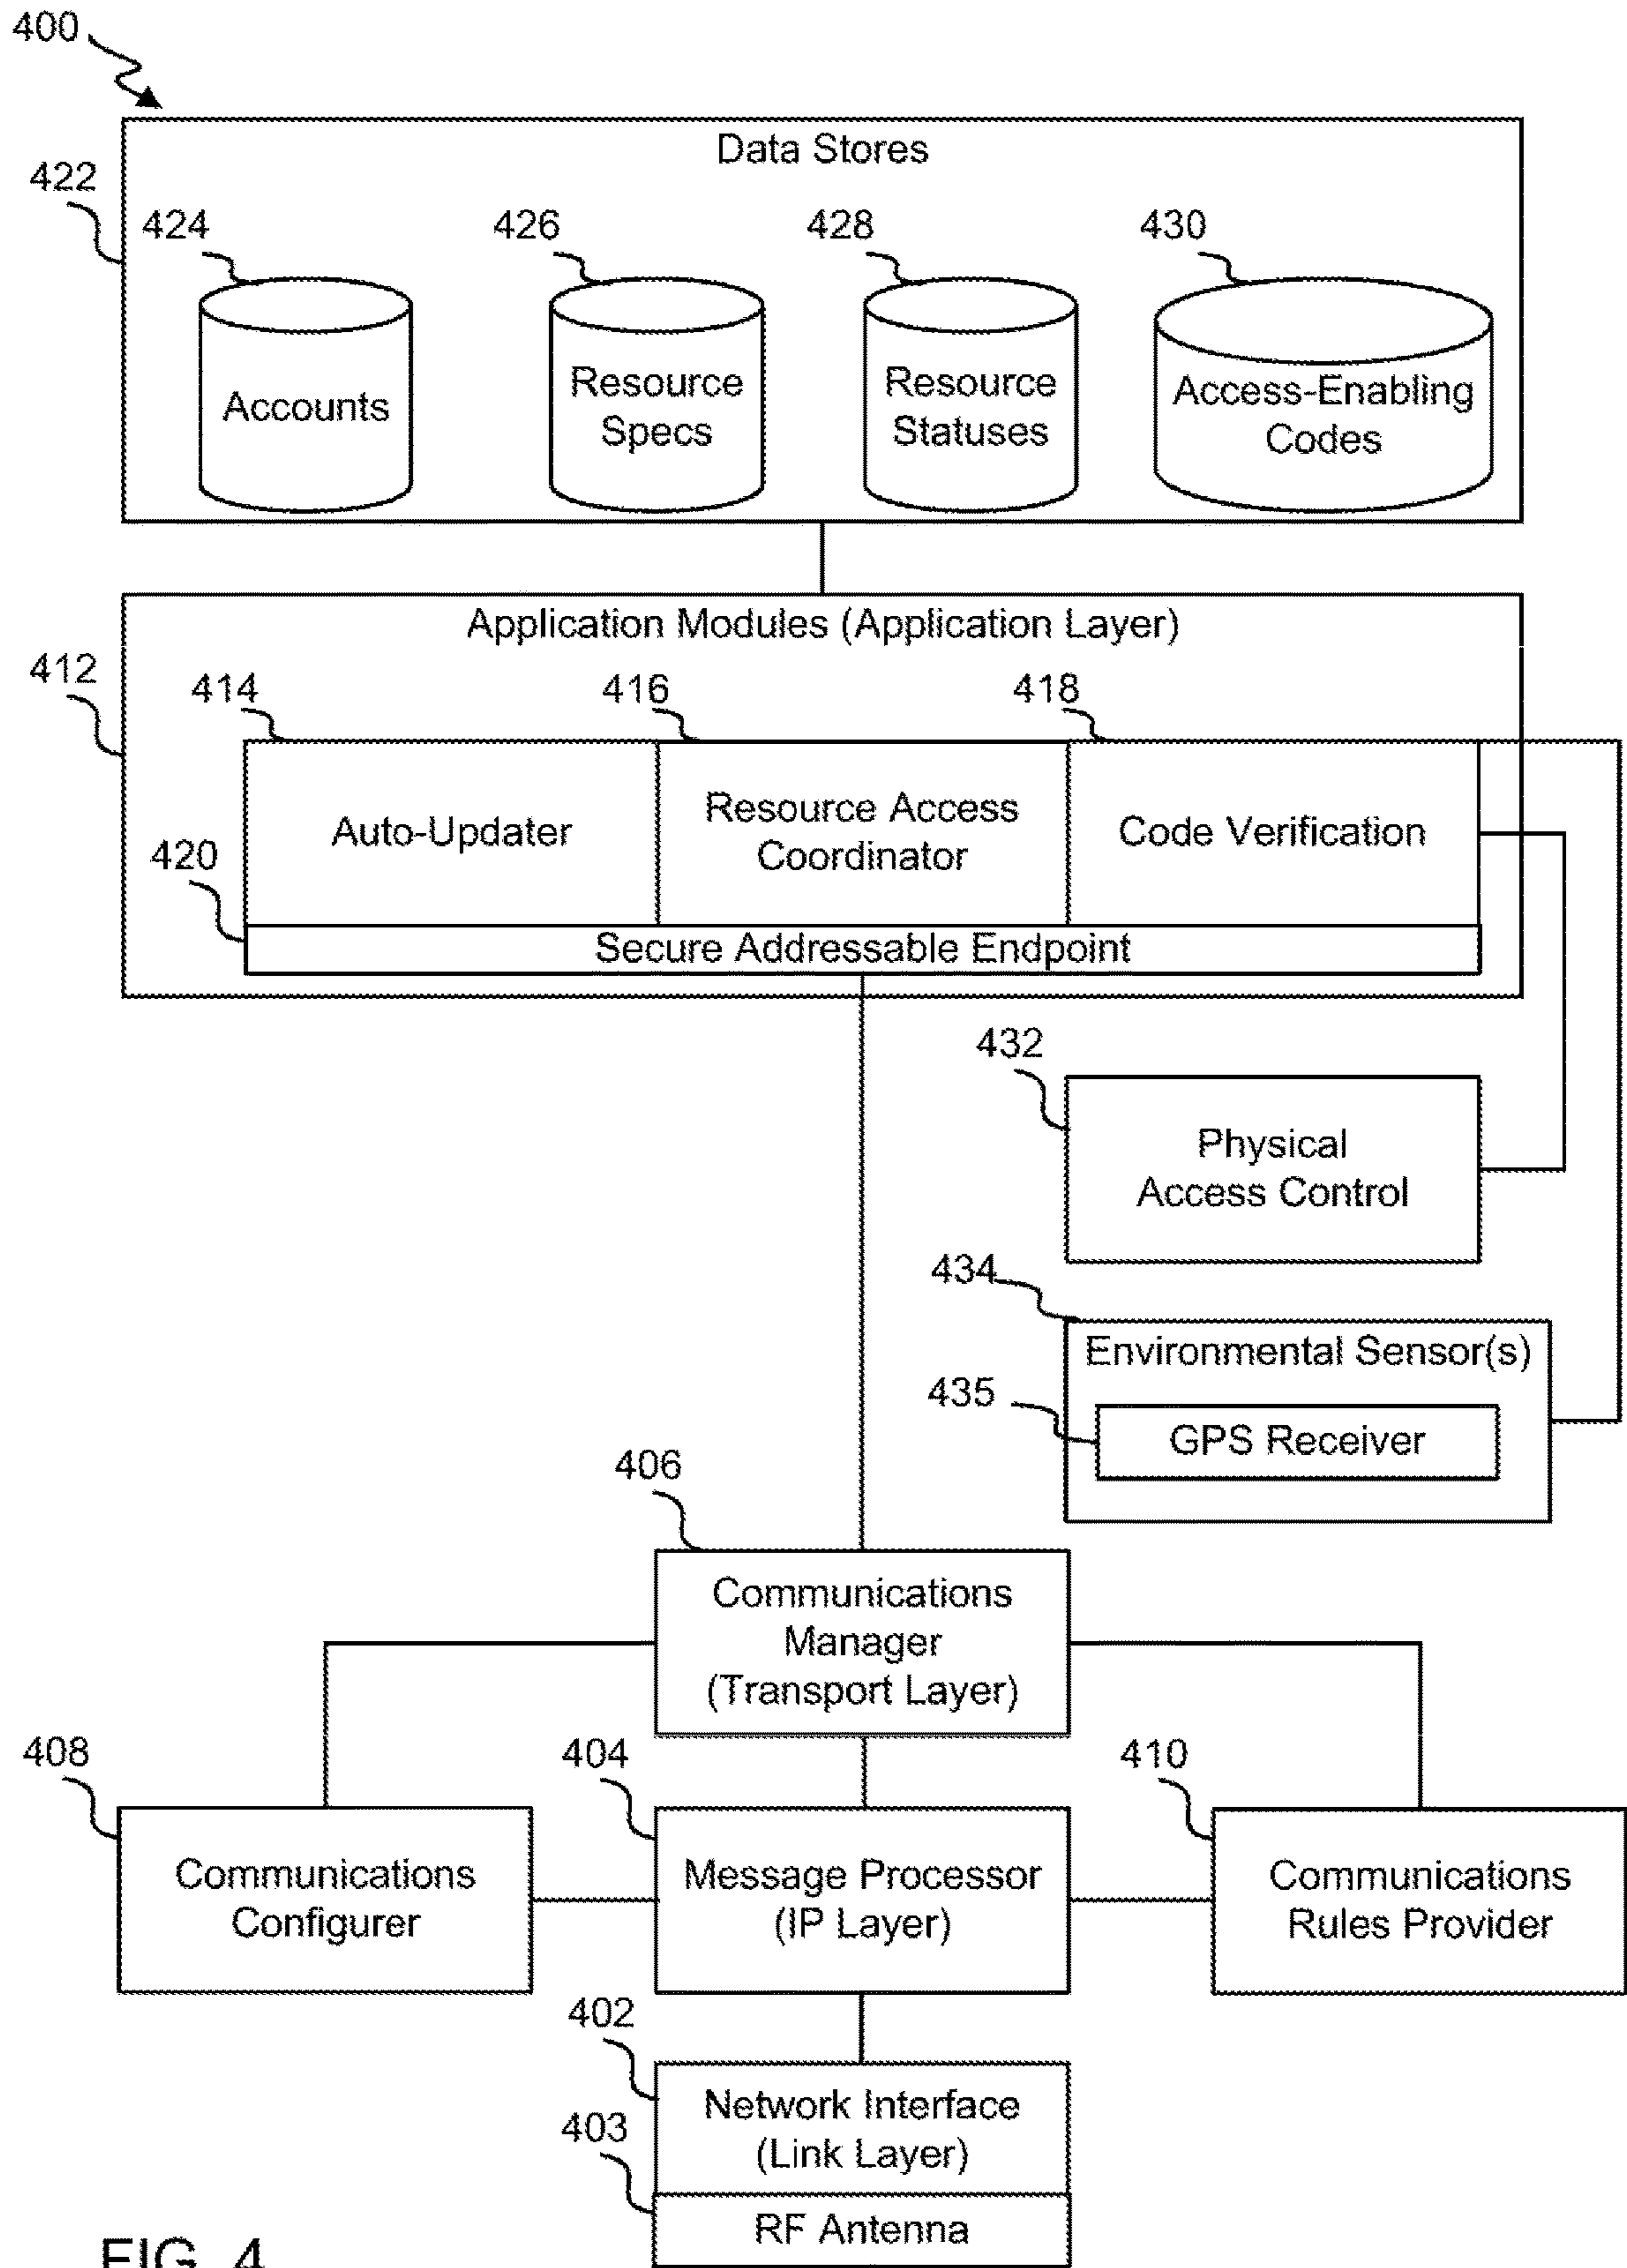 400
Data Stores
422
424
426
428
430
Accounts
Resource
Specs
Resource
Statuses
Access-Enabling
Codes
Application Modules (Application Layer)
412
414
416
418
Auto-Updater
Resource Access
Coordinator
Code Verification
420
Secure Addressable Endpoint
432
Physical
Access Control
434
Environmental Sensor(s)
435
GPS Receiver
406
Communications
Manager
(Transport Layer)
408
404
410
Communications
Configurer
Message Processor
(IP Layer)
Communications
Rules Provider
402
Network Interface
(Link Layer)
403
RF Antenna
FIG. 4